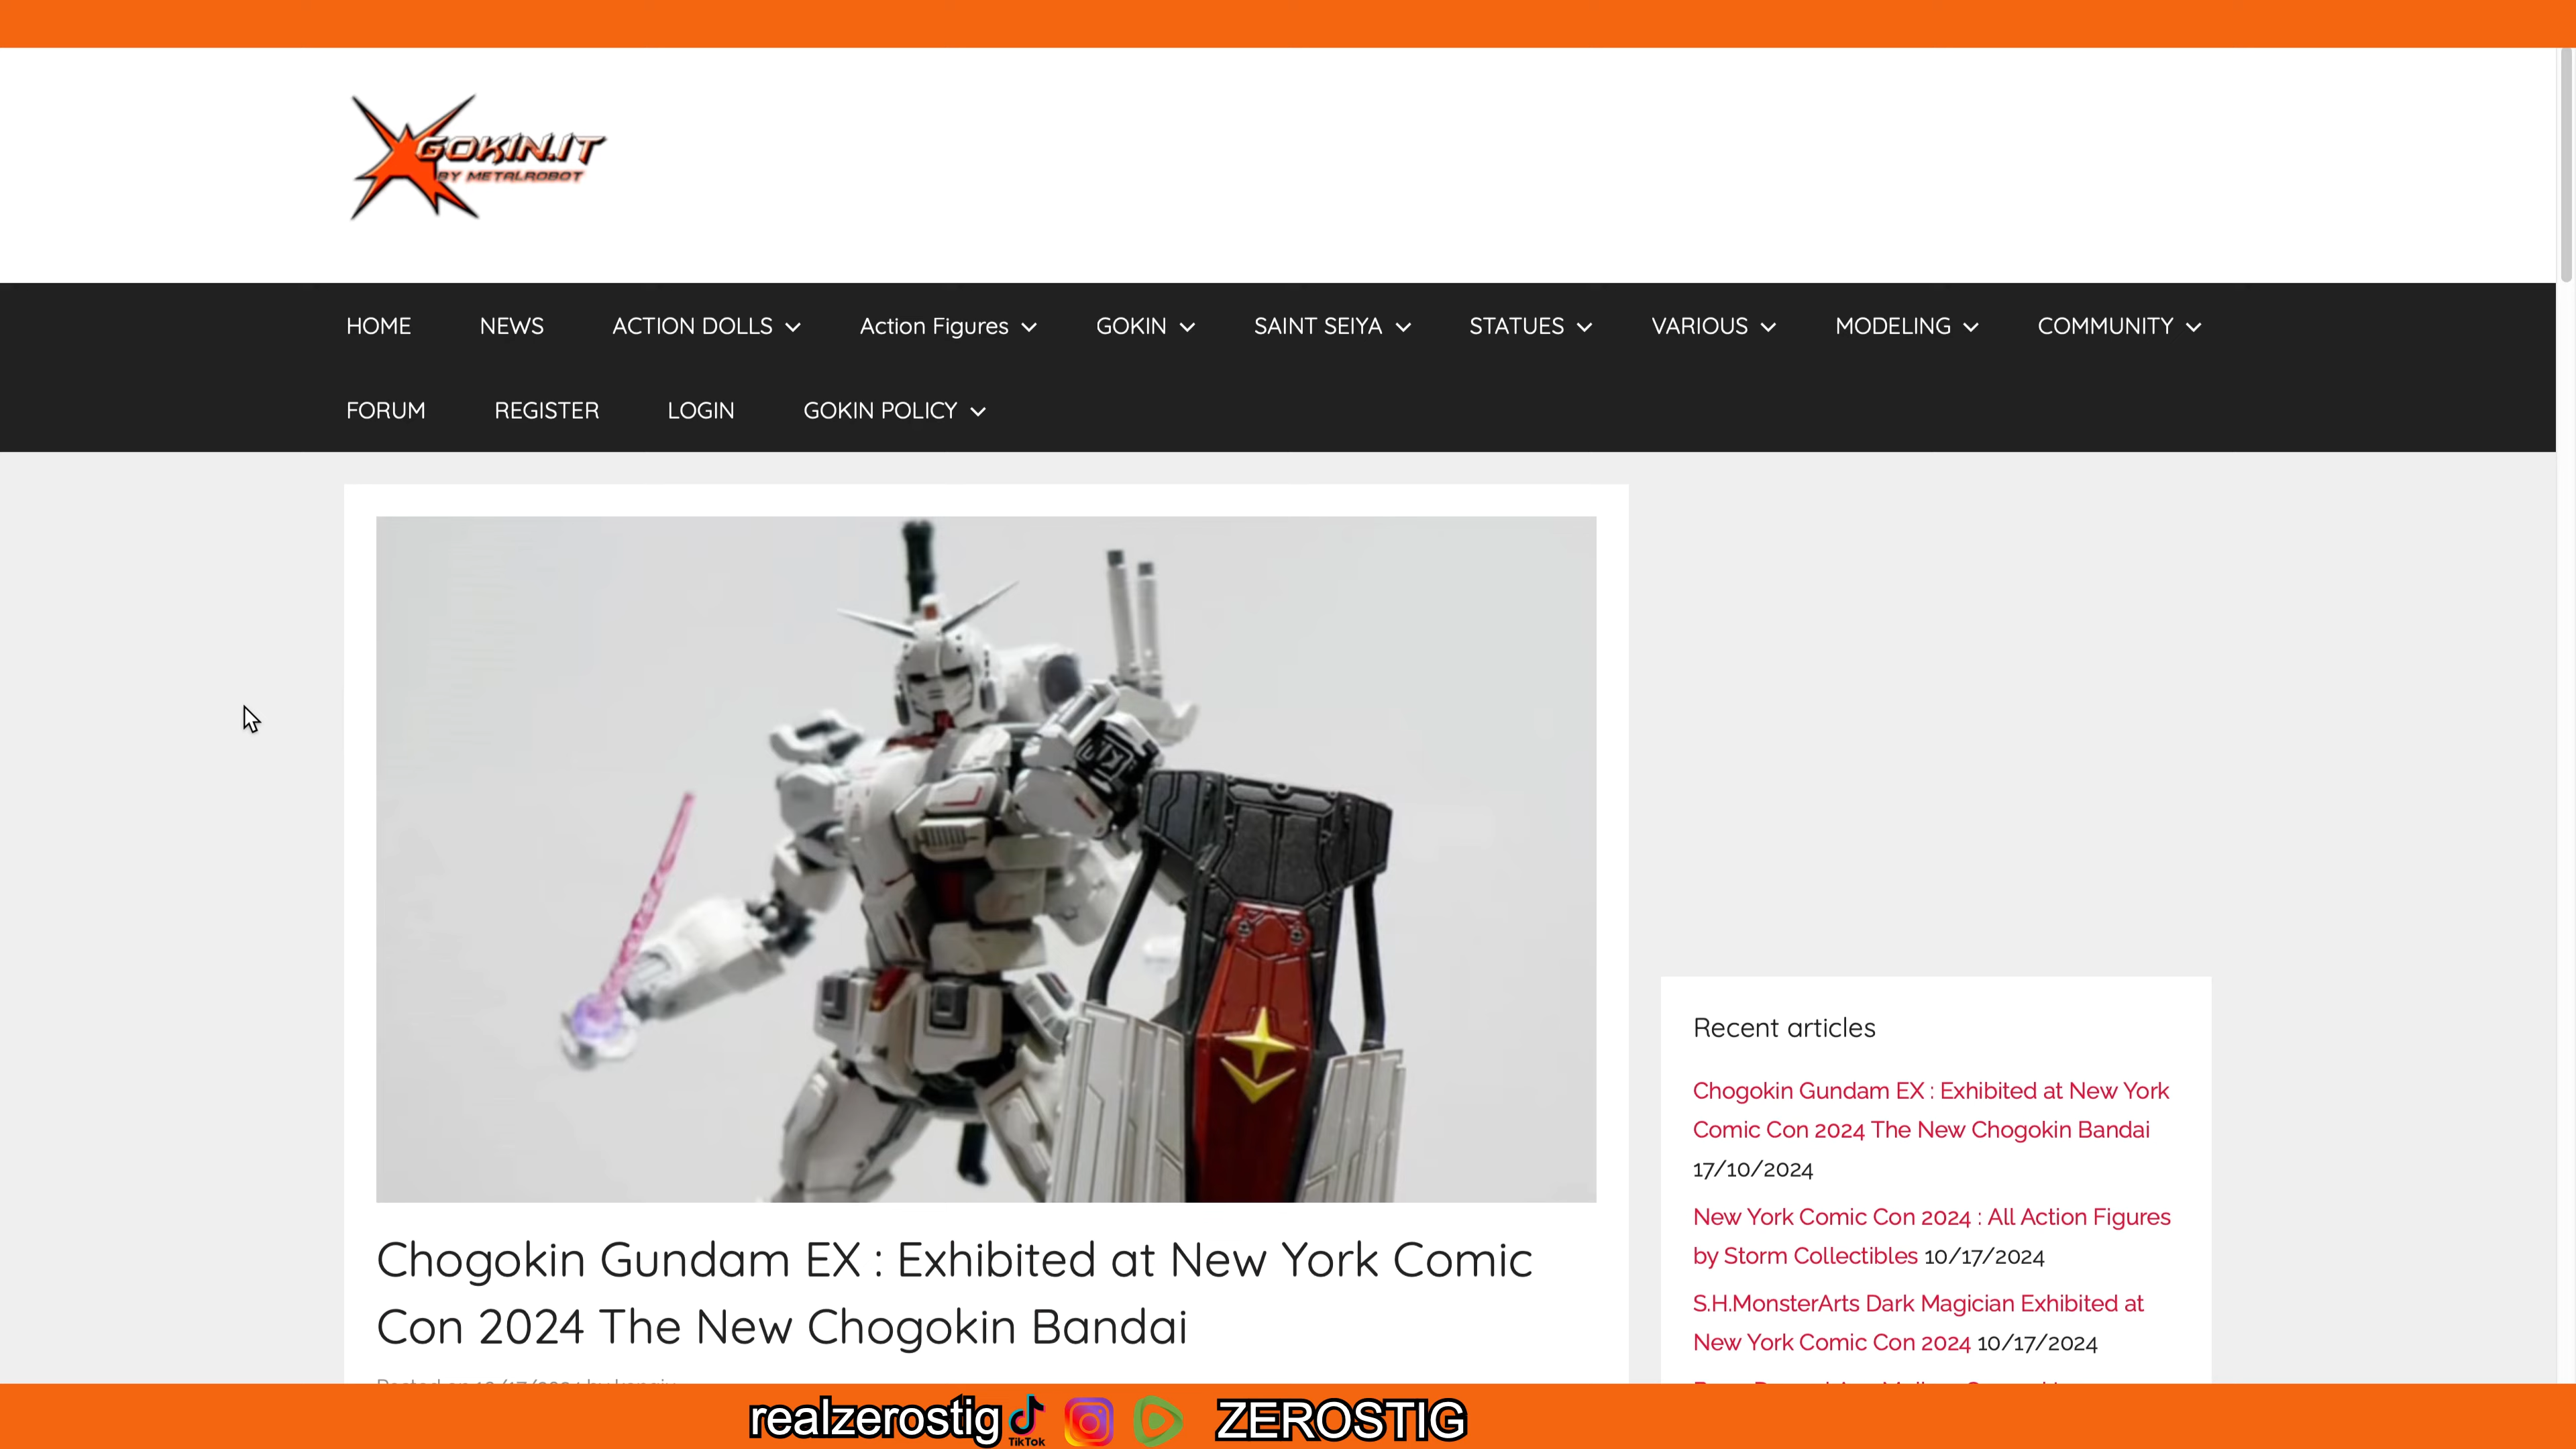 GOKIN.IT
BY METALROBOT
HOME NEWS ACTION DOLLS Action Figures GOKIN SAINT SEIYA STATUES VARIOUS MODELING COMMUNITY
FORUM REGISTER LOGIN GOKIN POLICY
Chogokin Gundam EX : Exhibited at New York Comic
Con 2024 The New Chogokin Bandai
Recent articles
Chogokin Gundam EX : Exhibited at New York
Comic Con 2024 The New Chogokin Bandai
17/10/2024
New York Comic Con 2024 : All Action Figures
by Storm Collectibles 10/17/2024
S.H.MonsterArts Dark Magician Exhibited at
New York Comic Con 2024 10/17/2024
realzerostig TikTok ZEROSTIG